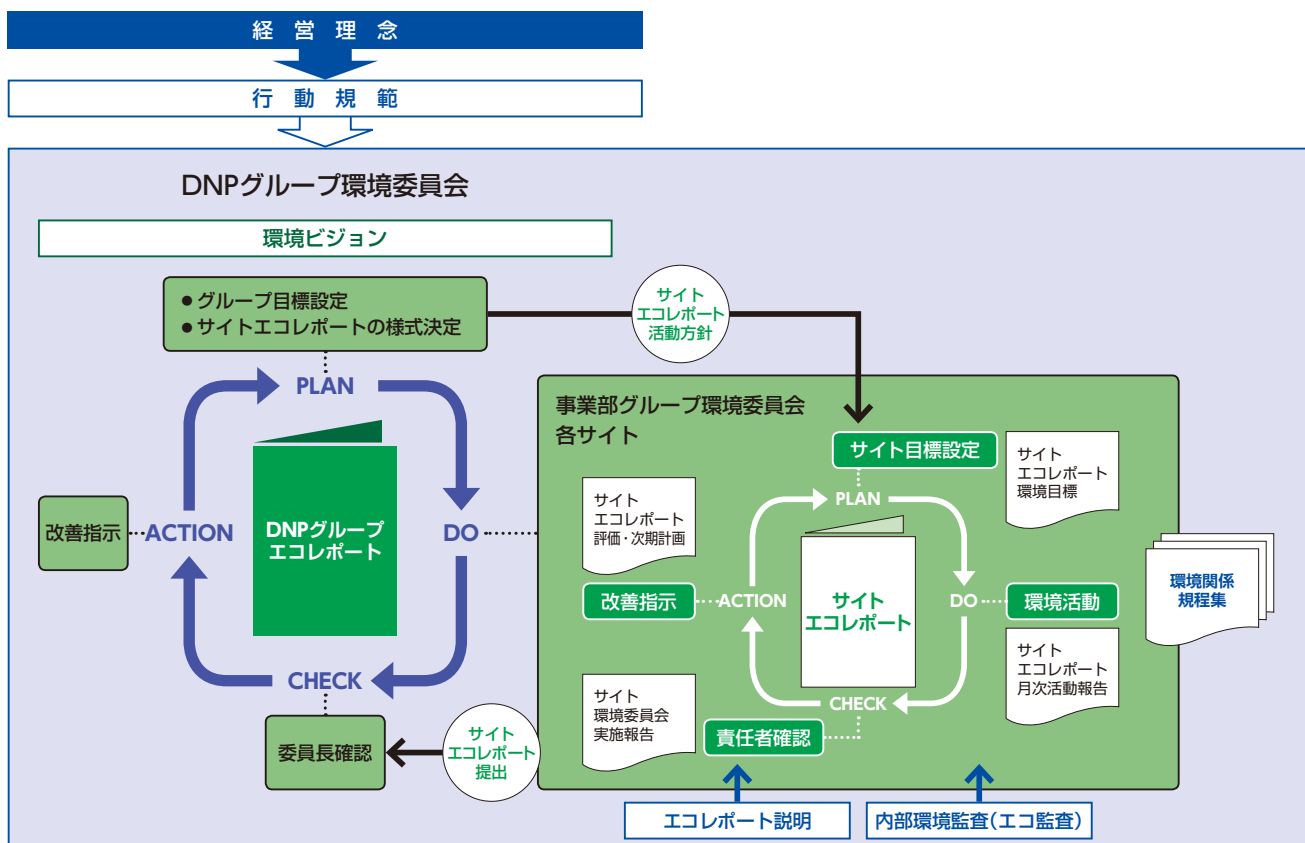 経営理念
行動規範
DNPグループ環境委員会
環境ビジョン
●グループ目標設定
●サイトエコレポートの様式決定
サイト
エコレポート
活動方針
PLAN
DO
CHECK
ACTION
改善指示
DNPグループ
エコレポート
委員長確認
サイト
エコレポート
提出
事業部グループ環境委員会
各サイト
サイト目標設定
サイト
エコレポート
環境目標
PLAN
サイト
エコレポート
評価・次期計画
改善指示
ACTION
サイト
エコレポート
DO
環境活動
環境関係
規程集
サイト
エコレポート
月次活動報告
CHECK
責任者確認
サイト
環境委員会
実施報告
エコレポート説明
内部環境監査(エコ監査)